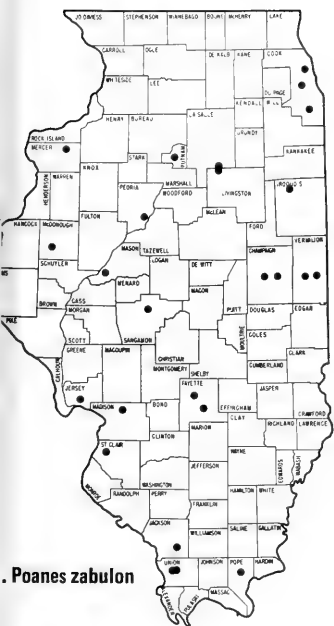 JO DAVIESS STEPHENSON WINNEBAGO BOONE MCHENRY LAKE
CARROLL OGLE DE KALB KANE COOK
DU PAGE
WHITESIDE LEE
KENDALL WILL
HENRY BUREAU LA SALLE
GRUNDY
ROCK ISLAND
MERCER
STARK PUTNAM
KANKAKEE
HENDERSON WARREN KNOX
PEORIA
MARSHALL
WOODFORD LIVINGSTON
IROQUOIS
HANCOCK MCDONOUGH
FULTON
MCLEAN
FORD
MASON TAZEWELL
LOGAN DE WITT
CHAMPAIGN VERMILION
SCHUYLER
MS
BROWN CASS MENARD
MACON PIATT
MORGAN
DOUGLAS EDGAR
PIKE
SCOTT SANGAMON
MOULTRIE COLES
CHRISTIAN
SHELBY
CLARK
CUMBERLAND
GREENE MACOUPIN MONTGOMERY
CALHOUN
JERSEY
FAYETTE
EFFINGHAM JASPER
CRAWFORD
MADISON BOND
CLAY RICHLAND LAWRENCE
MARION
CLINTON
ST CLAIR
WAYNE
EDWARDS WABASH
JEFFERSON
WASHINGTON
MONROE
RANDOLPH PERRY
HAMILTON WHITE
FRANKLIN
JACKSON
WILLIAMSON SALINE GALLATIN
. Poanes zabulon
UNION JOHNSON POPE HARDIN
ALEXANDER PULASKI MASSAC